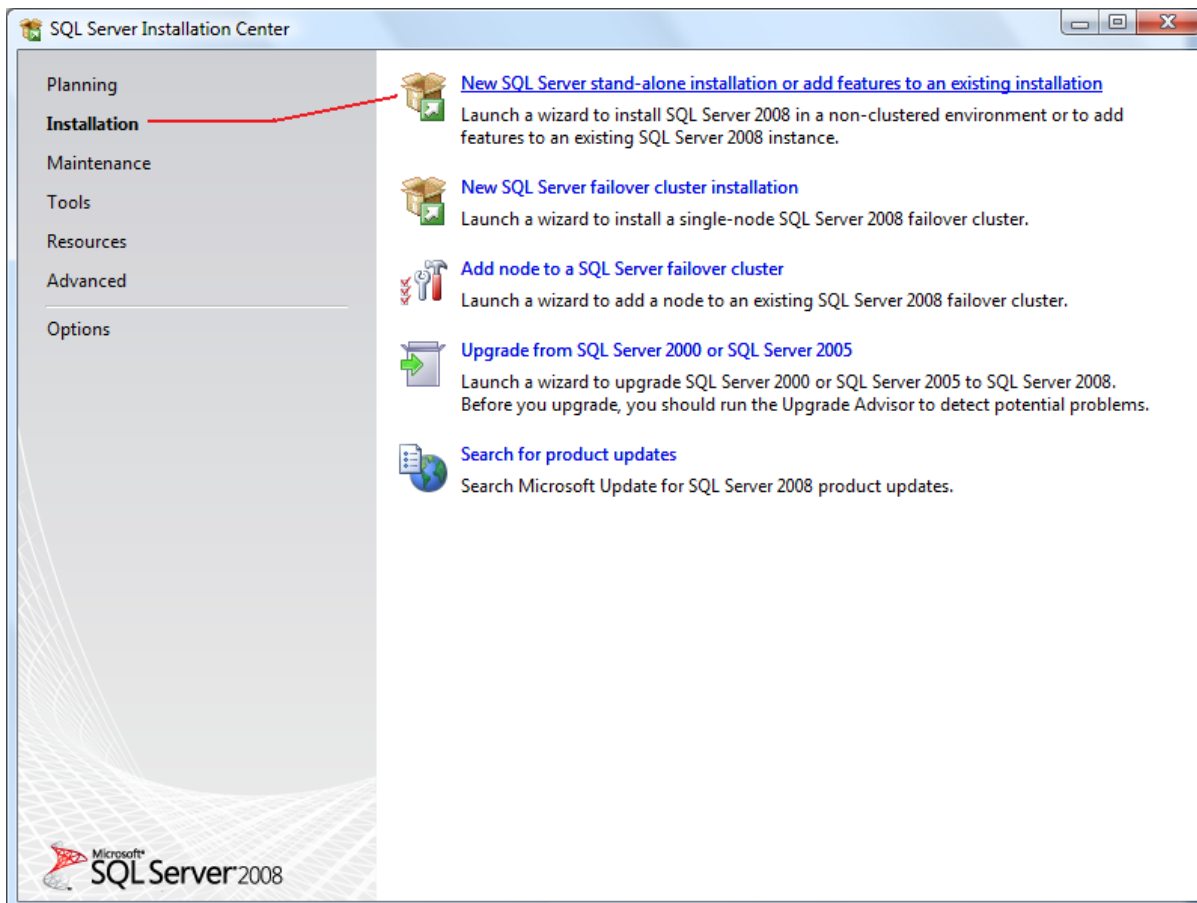 SQL Server Installation Center
Planning
Installation
Maintenance
Tools
Resources
Advanced
Options
New SQL Server stand-alone installation or add features to an existing installation
Launch a wizard to install SQL Server 2008 in a non-clustered environment or to add
features to an existing SQL Server 2008 instance.
New SQL Server failover cluster installation
Launch a wizard to install a single-node SQL Server 2008 failover cluster.
Add node to a SQL Server failover cluster
Launch a wizard to add a node to an existing SQL Server 2008 failover cluster.
Upgrade from SQL Server 2000 or SQL Server 2005
Launch a wizard to upgrade SQL Server 2000 or SQL Server 2005 to SQL Server 2008.
Before you upgrade, you should run the Upgrade Advisor to detect potential problems.
Search for product updates
Search Microsoft Update for SQL Server 2008 product updates.
Microsoft®
SQL Server 2008